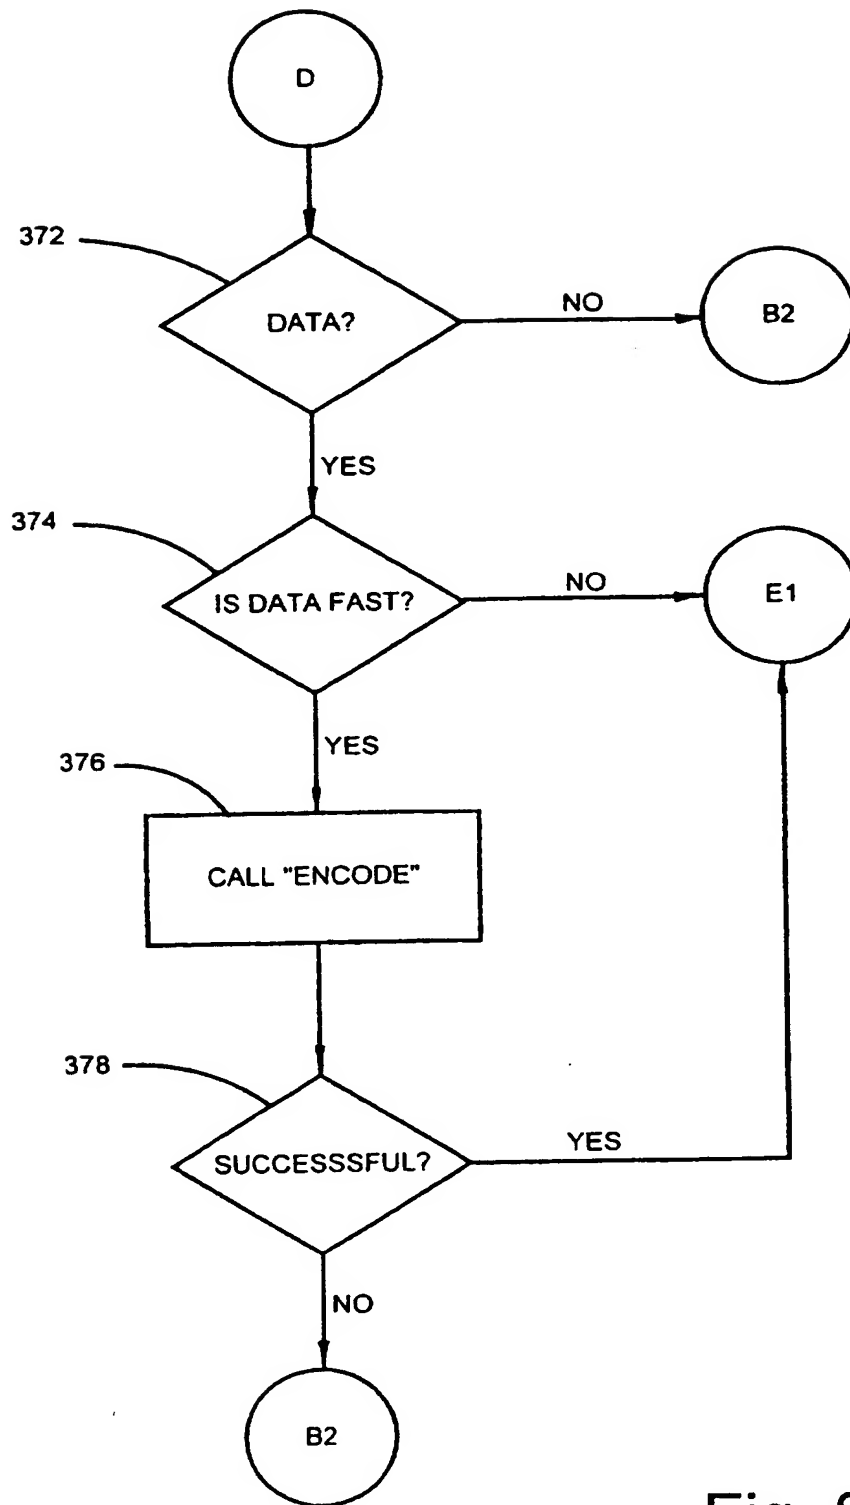 D
372
DATA?
NO
B2
YES
374
IS DATA FAST?
NO
E1
YES
376
CALL "ENCODE"
378
SUCCESSSFUL?
YES
NO
B2
Fig.